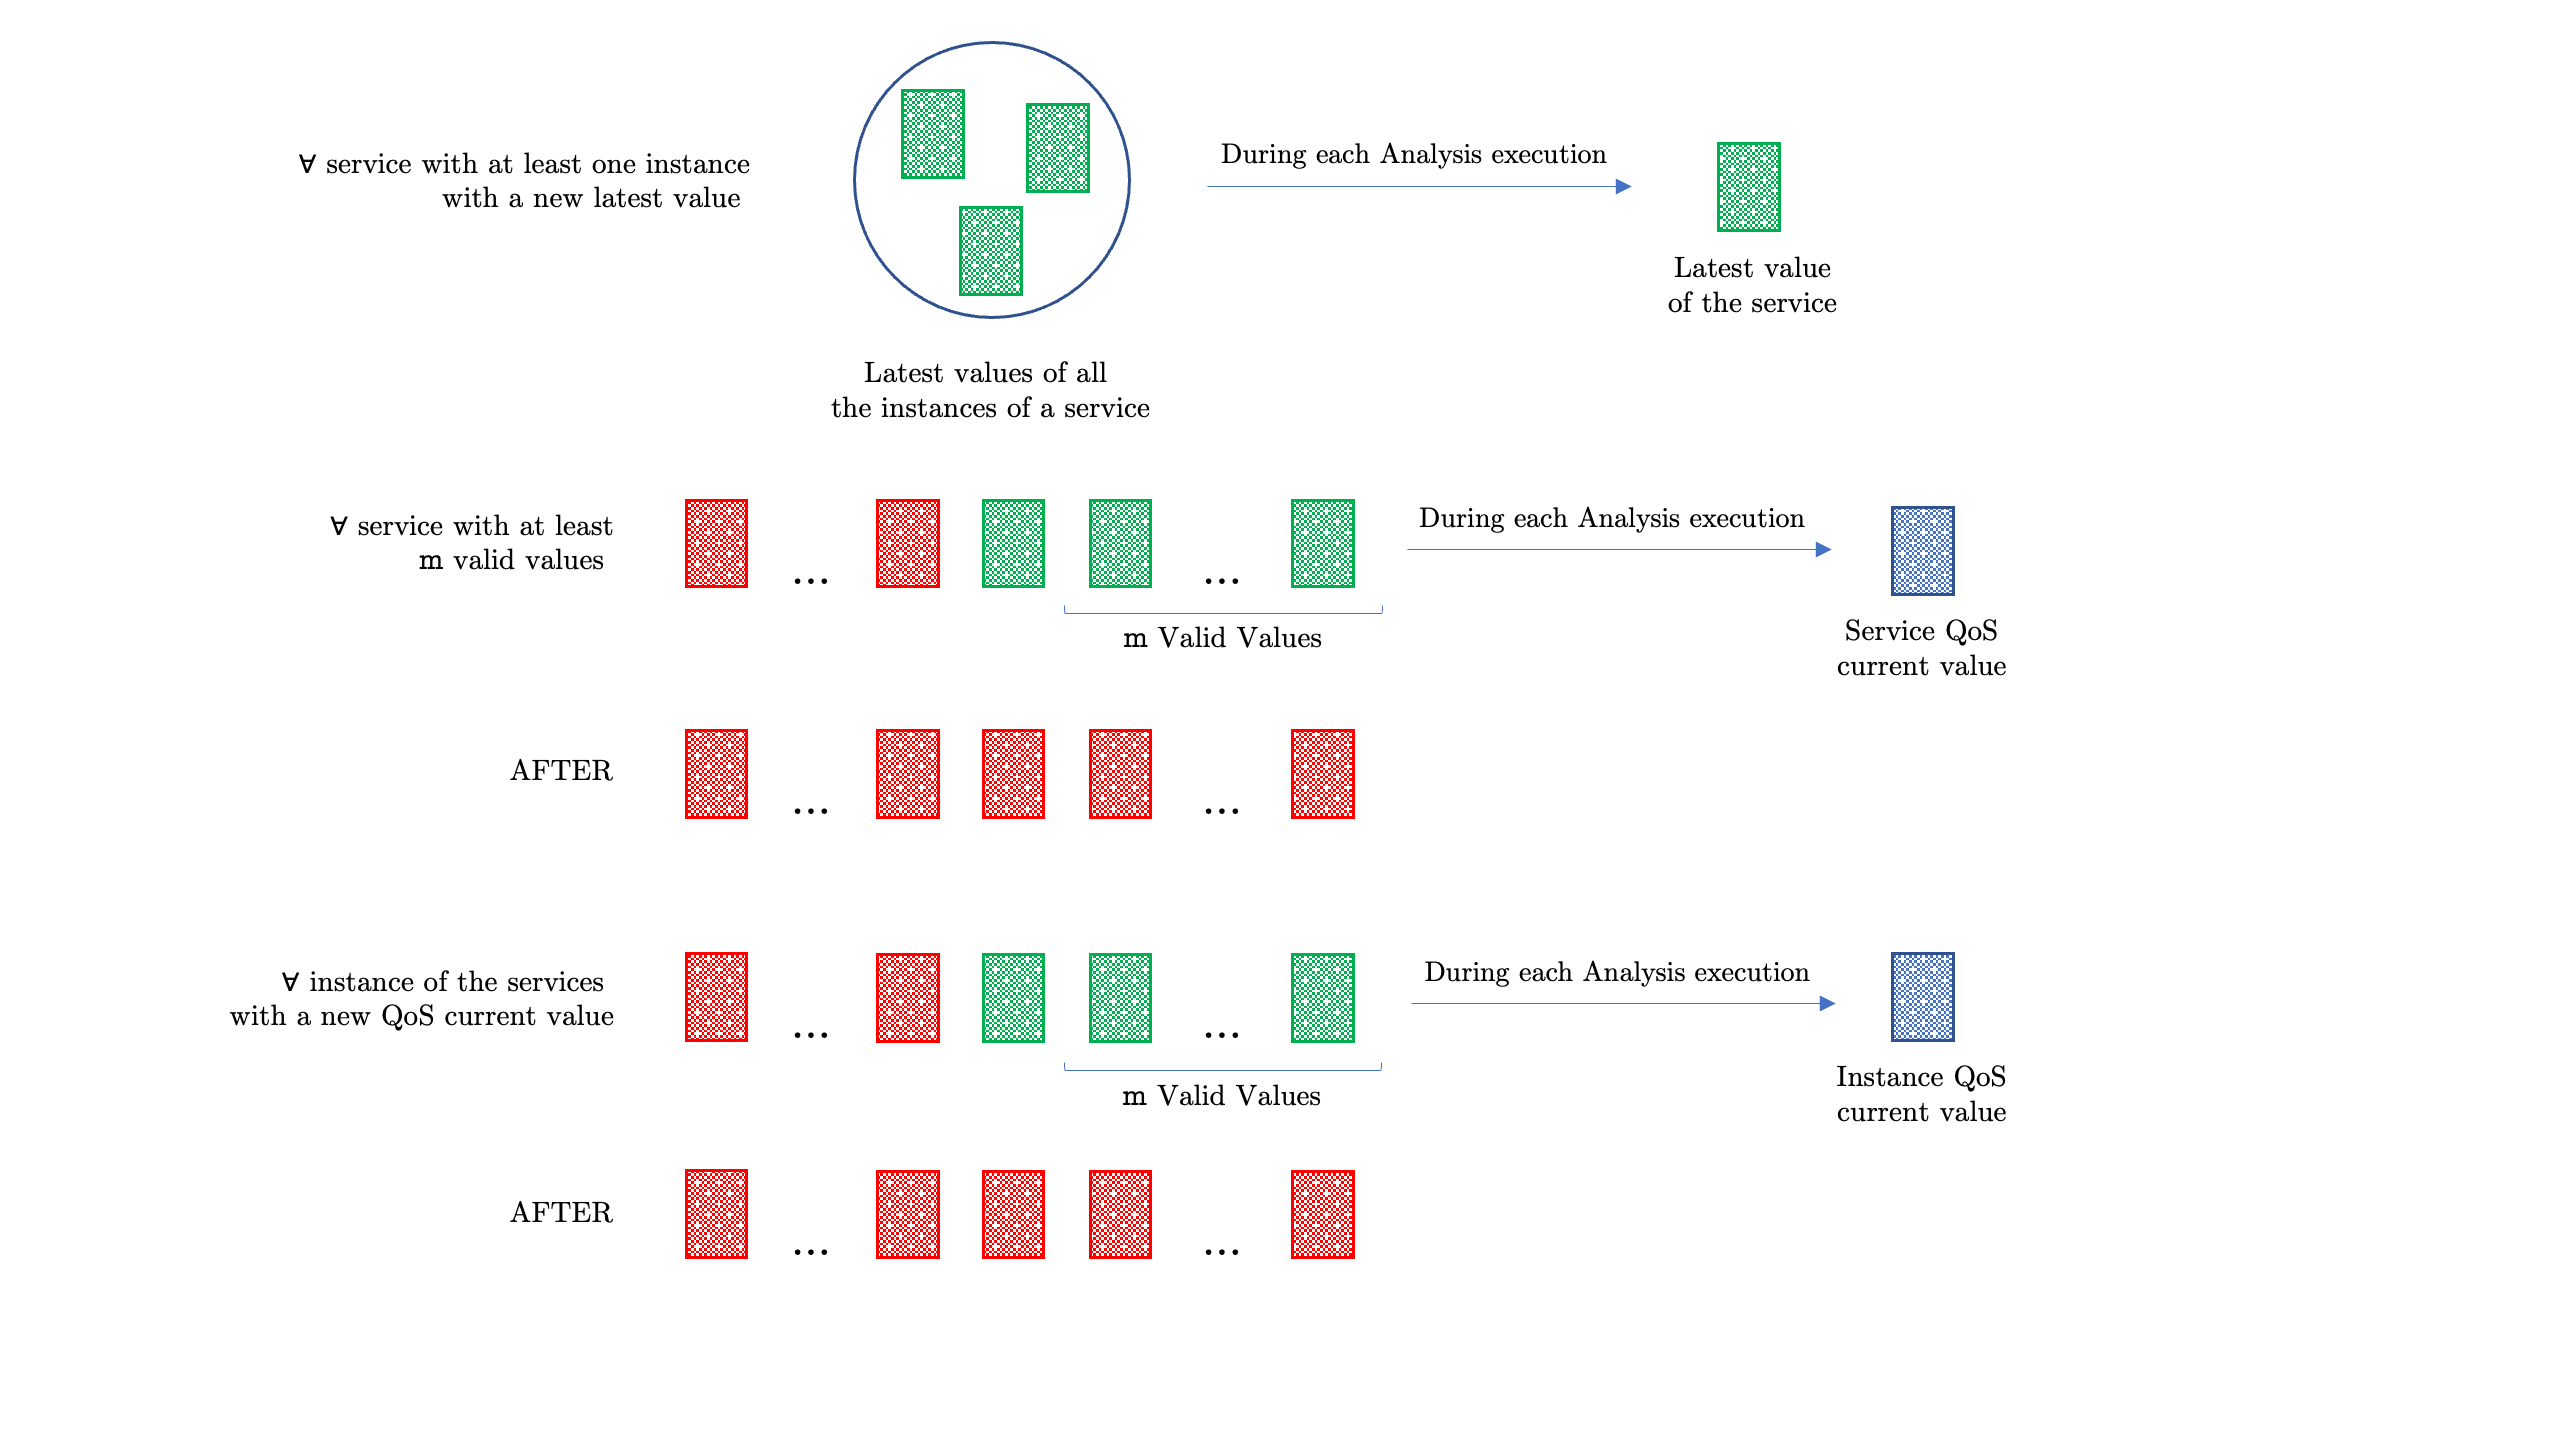 ∀ service with at least one instance
with a new latest value
During each Analysis execution
Latest value
of the service
Latest values of all
the instances of a service
∀ service with at least
m valid values
...
...
During each Analysis execution
m Valid Values
Service QoS
current value
AFTER
...
...
∀ instance of the services
with a new QoS current value
...
...
During each Analysis execution
m Valid Values
Instance QoS
current value
AFTER
...
...